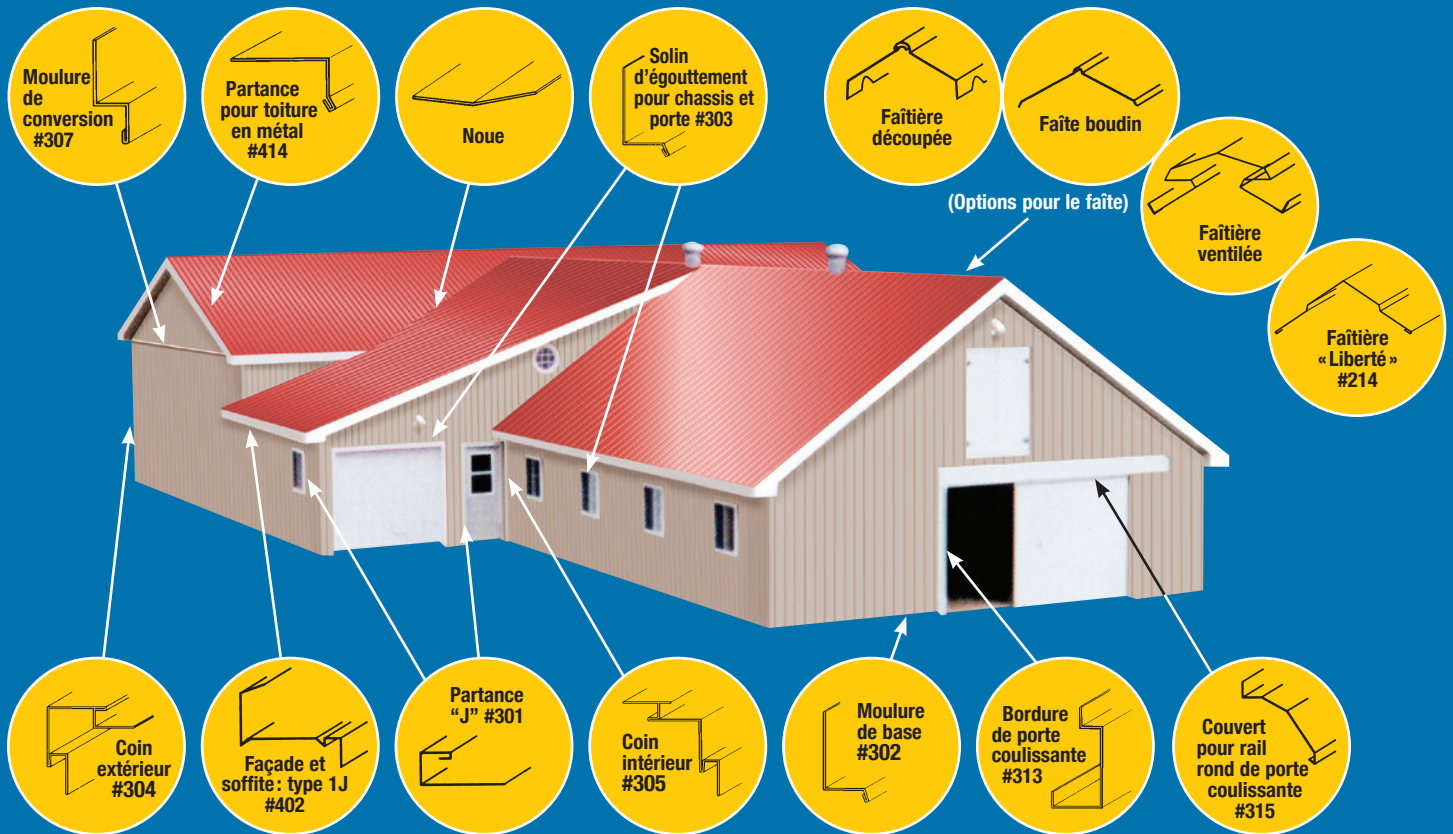 Moulure
de
conversion
#307
Partance
pour toiture
en métal
#414
Noue
Solin
d'égouttement
pour chassis et
porte #303
Faîtière
découpée
Faîte boudin
(Options pour le faîte)
Faîtière
ventilée
Faîtière
« Liberté »
#214
Coin
extérieur
#304
Façade et
soffite : type 1J
#402
Partance
“J” #301
Coin
intérieur
#305
Moulure
de base
#302
Bordure
de porte
coulissante
#313
Couvert
pour rail
rond de porte
coulissante
#315